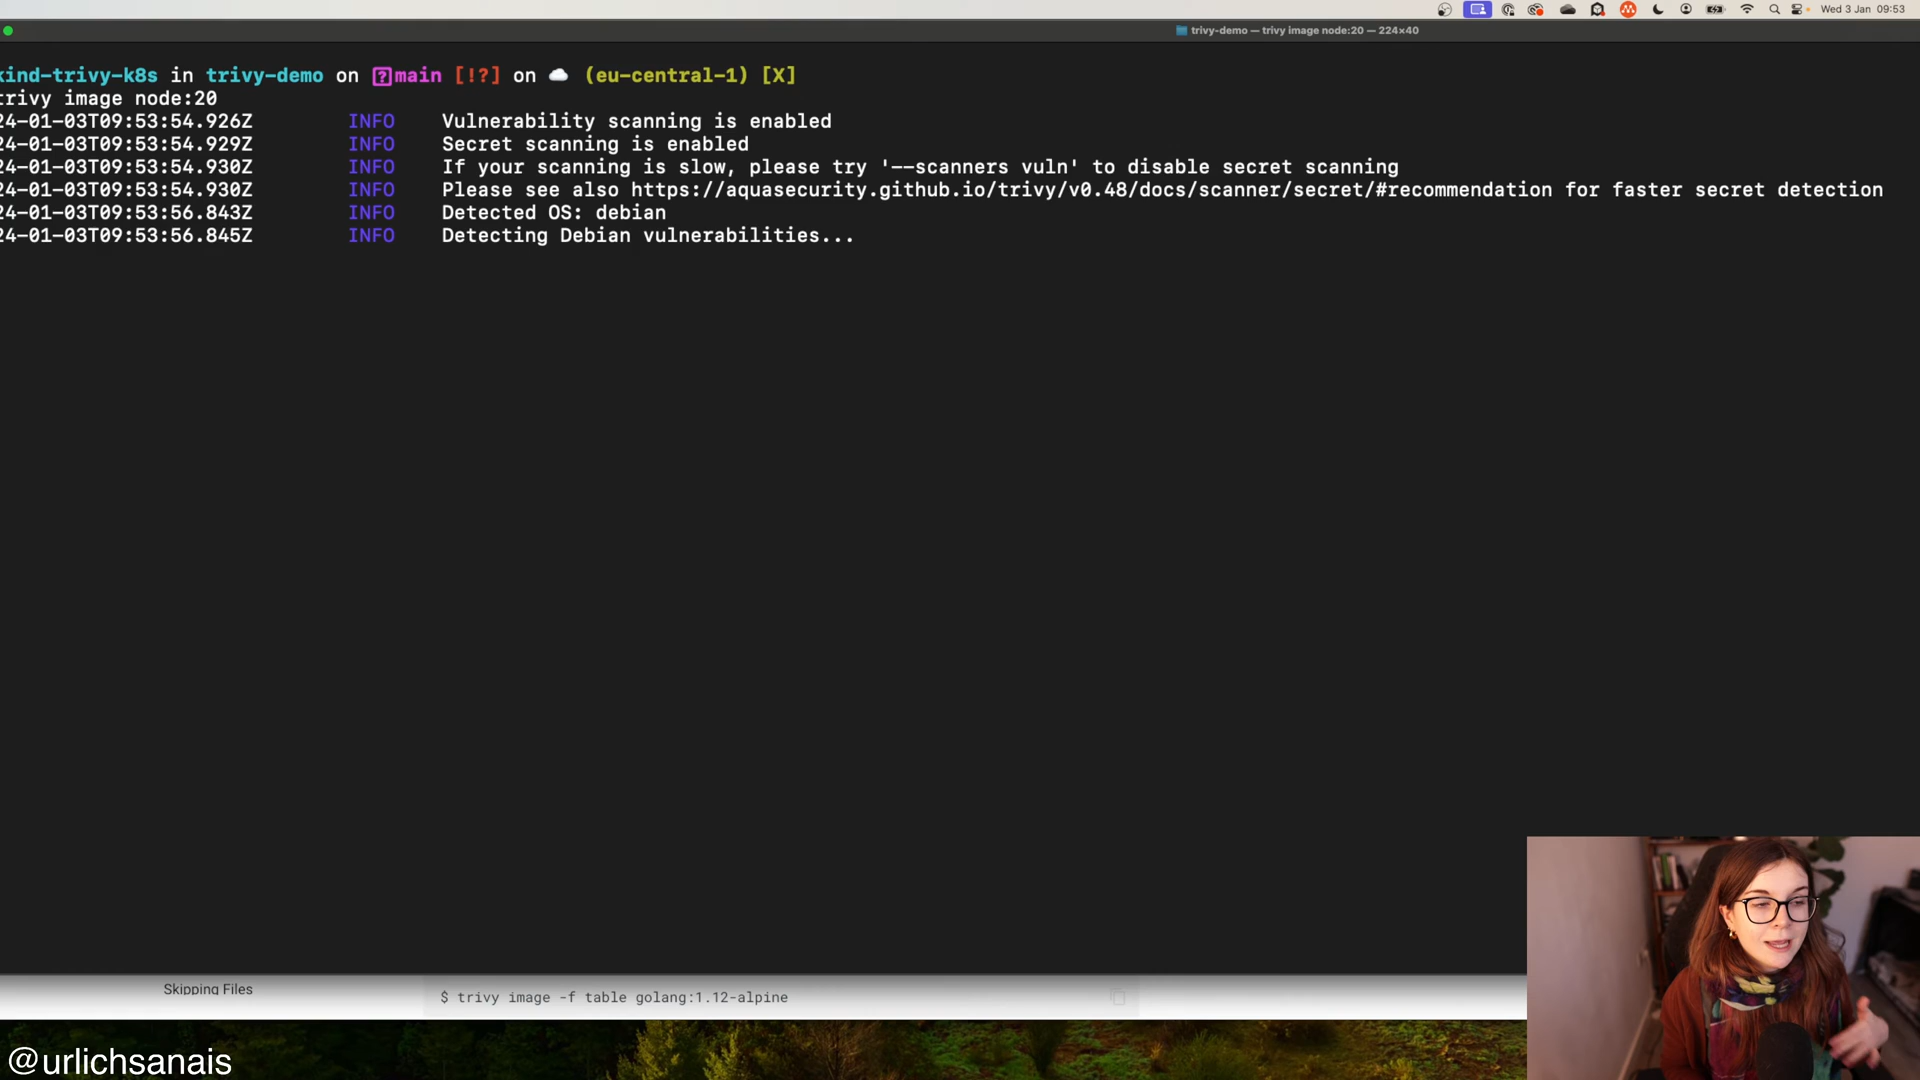 Wed 3 Jan 09:53
trivy-demo — trivy image node:20 — 224×40
kind-trivy-k8s in trivy-demo on main [!?] on (eu-central-1) [X]
trivy image node:20
24-01-03T09:53:54.926Z INFO Vulnerability scanning is enabled
24-01-03T09:53:54.929Z INFO Secret scanning is enabled
24-01-03T09:53:54.930Z INFO If your scanning is slow, please try '--scanners vuln' to disable secret scanning
24-01-03T09:53:54.930Z INFO Please see also https://aquasecurity.github.io/trivy/v0.48/docs/scanner/secret/#recommendation for faster secret detection
24-01-03T09:53:56.843Z INFO Detected OS: debian
24-01-03T09:53:56.845Z INFO Detecting Debian vulnerabilities...
Skipping Files
$ trivy image -f table golang:1.12-alpine
@urlichsanais